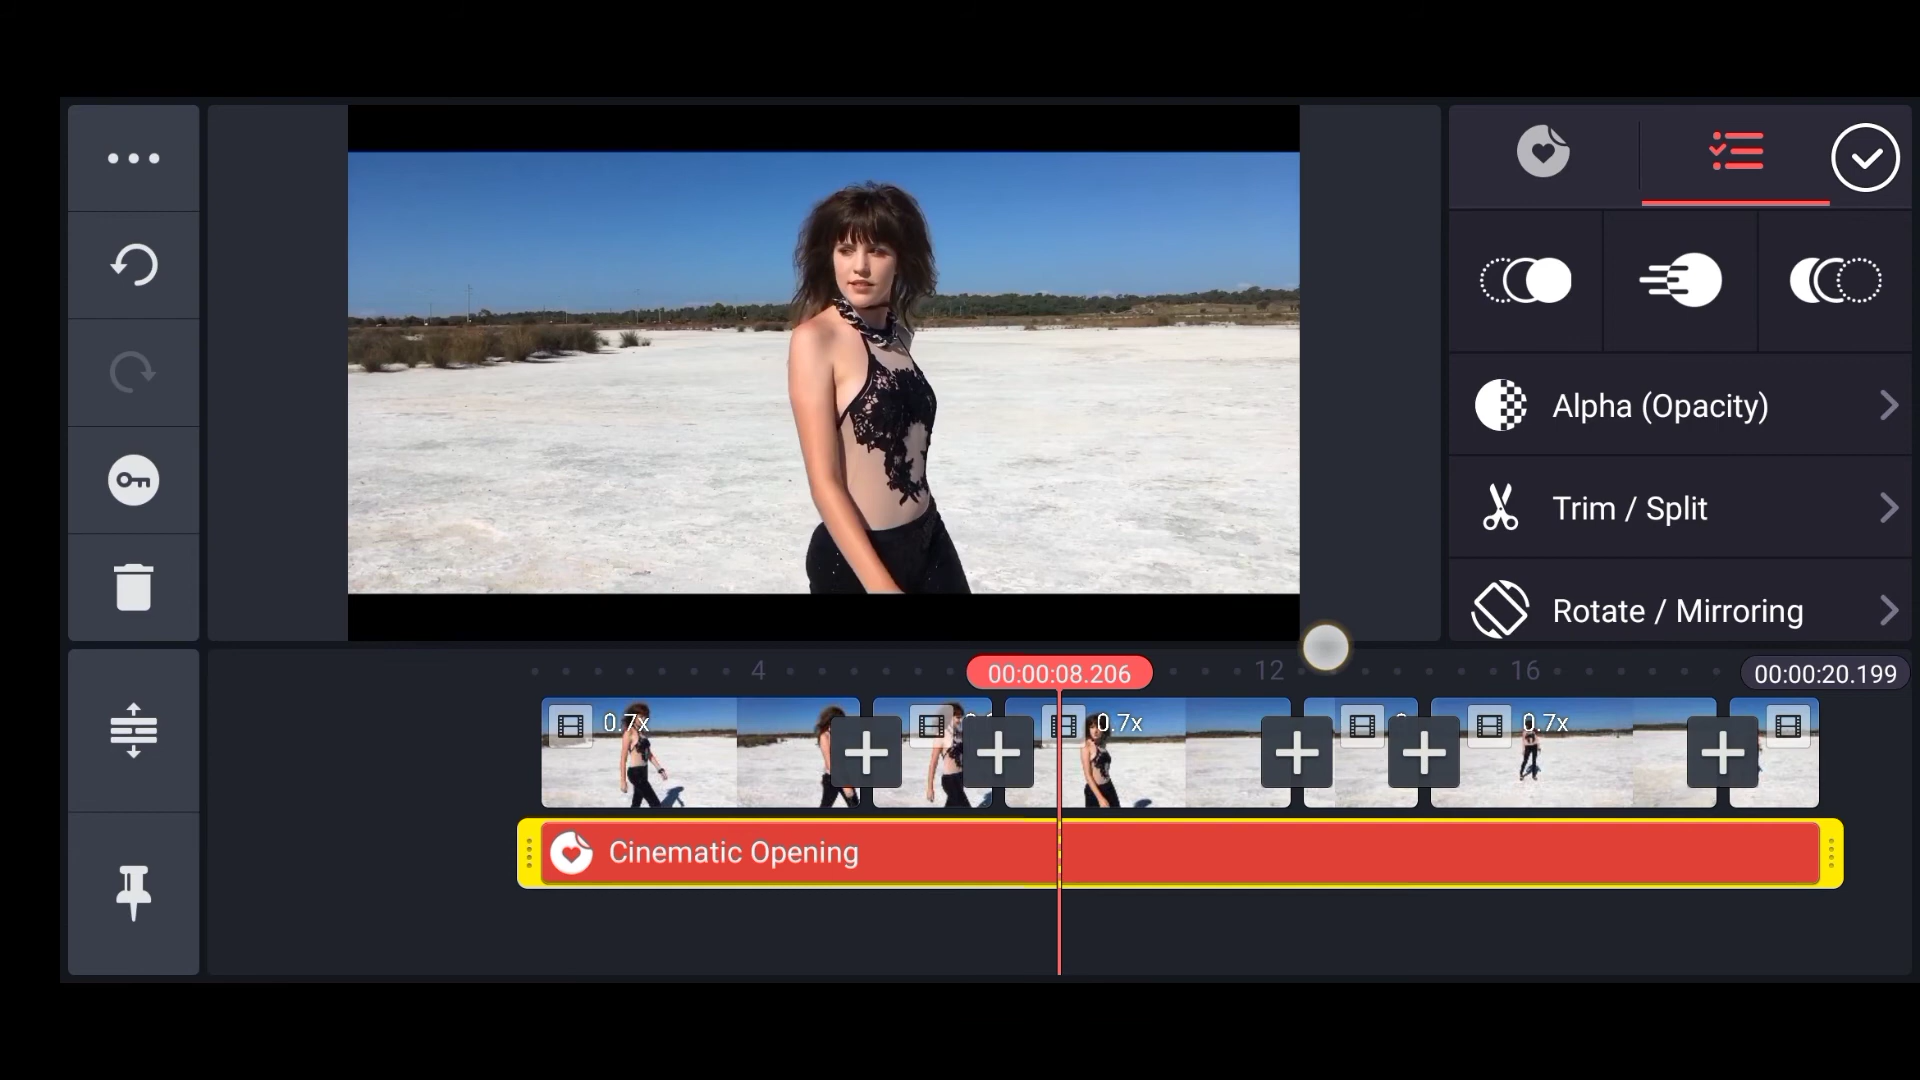 Alpha (Opacity)
Trim / Split
Rotate / Mirroring
4
00:00:08.206
12
16
00:00:20.199
0.7x
0.7x
0.7x
Cinematic Opening